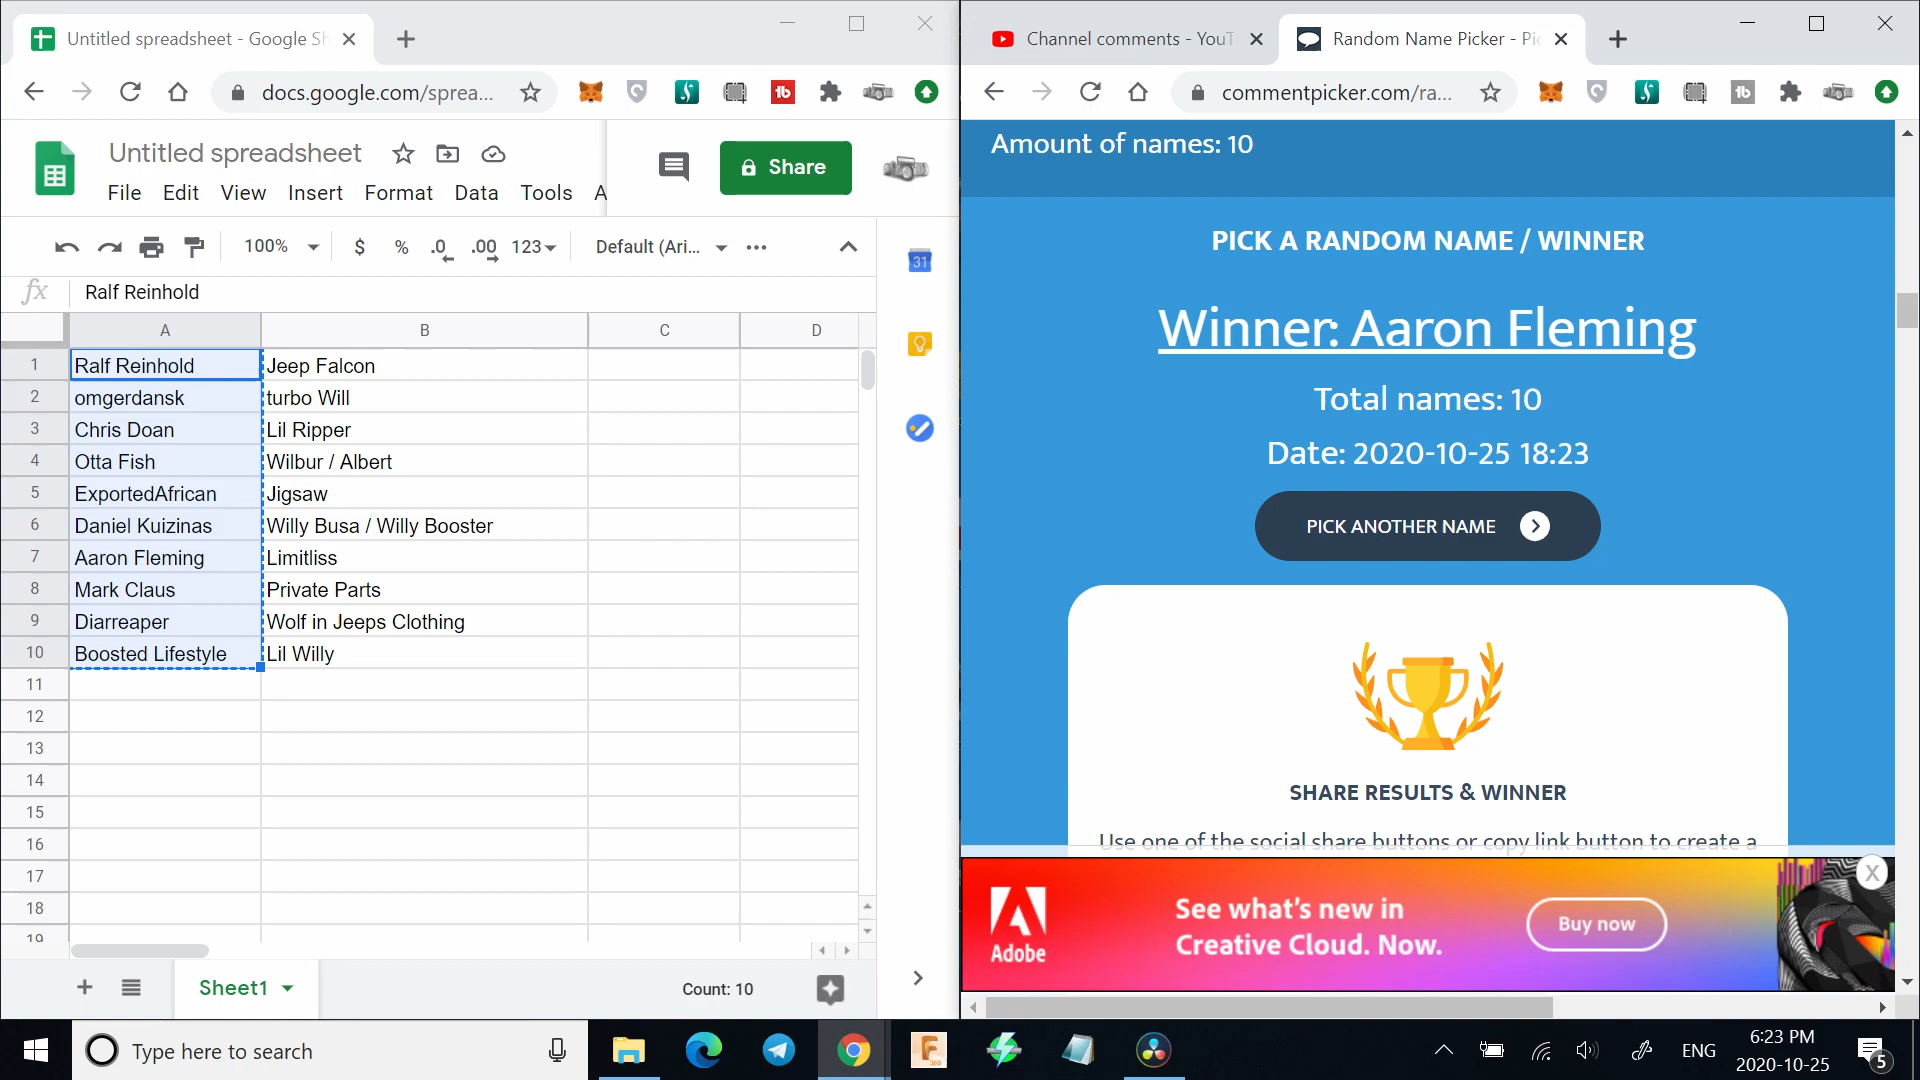 Untitled spreadsheet - Google Sh
docs.google.com/sprea...
Untitled spreadsheet
Share
File Edit View Insert Format Data Tools A
100% $ % .0 .00 123 Default (Ari...
fx Ralf Reinhold
A B C D
1 Ralf Reinhold Jeep Falcon
2 omgerdansk turbo Will
3 Chris Doan Lil Ripper
4 Otta Fish Wilbur / Albert
5 ExportedAfrican Jigsaw
6 Daniel Kuizinas Willy Busa / Willy Booster
7 Aaron Fleming Limitliss
8 Mark Claus Private Parts
9 Diarreaper Wolf in Jeeps Clothing
10 Boosted Lifestyle Lil Willy
11
12
13
14
15
16
17
18
19
31
Sheet1
Count: 10
Channel comments - YouT
Random Name Picker - Pic
commentpicker.com/ra...
Amount of names: 10
PICK A RANDOM NAME / WINNER
Winner: Aaron Fleming
Total names: 10
Date: 2020-10-25 18:23
PICK ANOTHER NAME
SHARE RESULTS & WINNER
Use one of the social share buttons or copy link button to create a
Adobe
See what's new in
Creative Cloud. Now.
Buy now
X
Type here to search
ENG
6:23 PM
2020-10-25
5